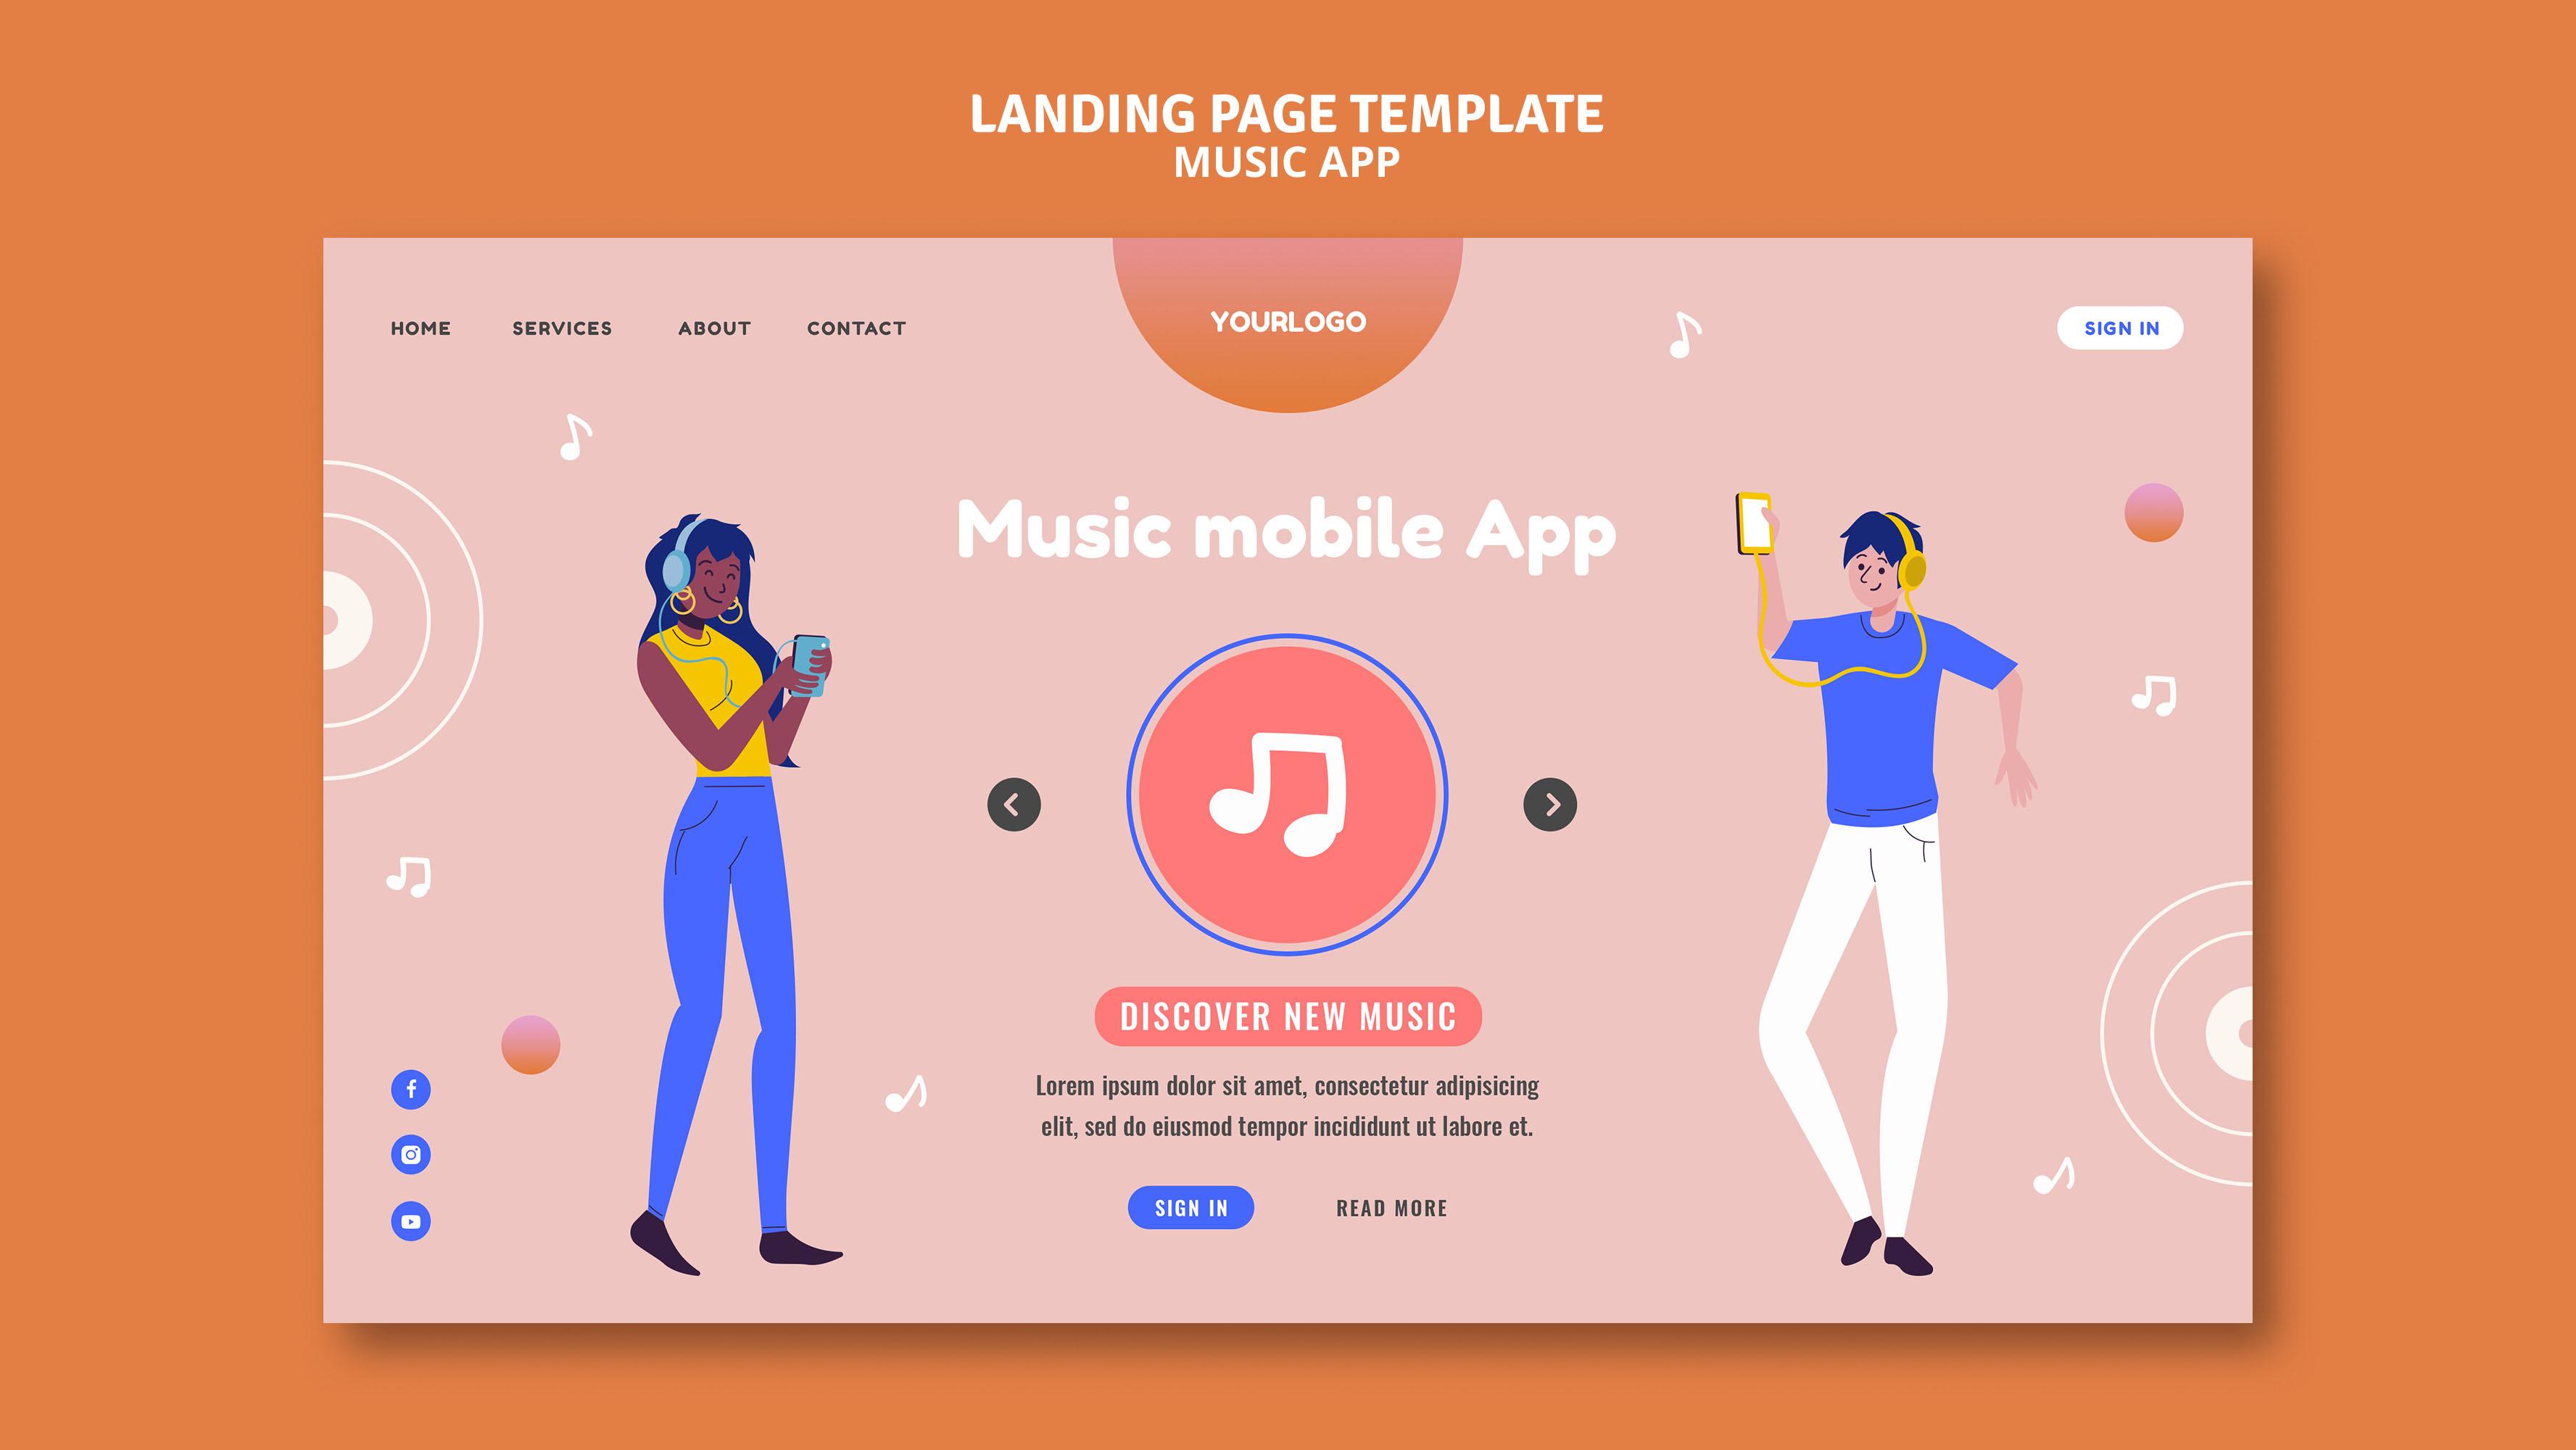 LANDING PAGE TEMPLATE
MUSIC APP
HOME SERVICES ABOUT CONTACT
YOURLOGO
SIGN IN
Music mobile App
DISCOVER NEW MUSIC
Lorem ipsum dolor sit amet, consectetur adipisicing
elit, sed do eiusmod tempor incididunt ut labore et.
SIGN IN
READ MORE